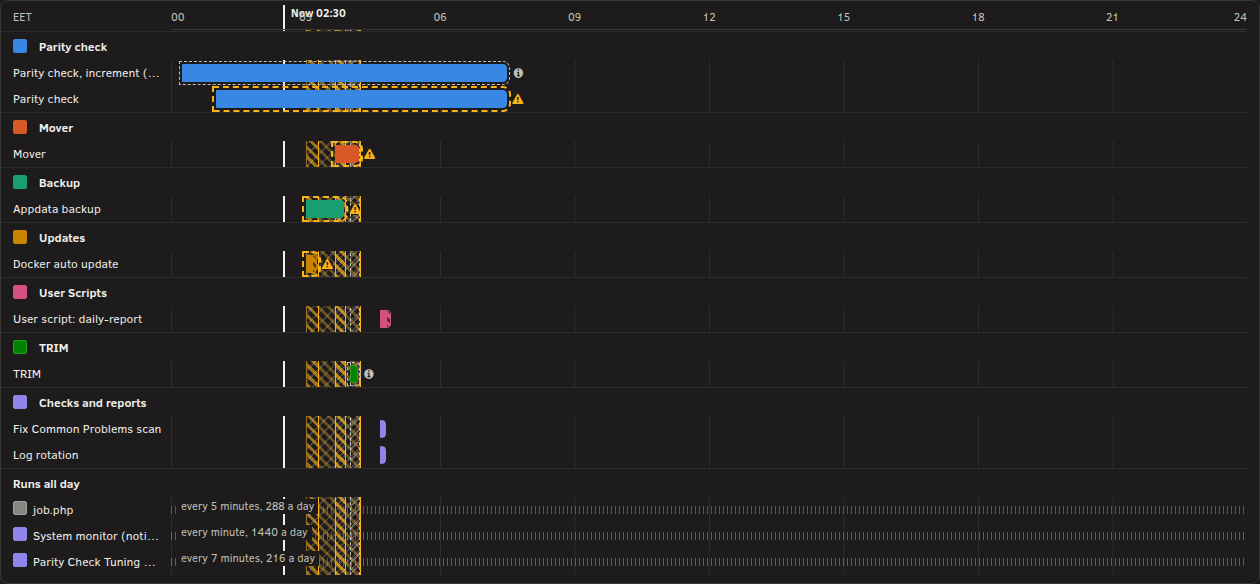 EET 00 03 06 09 12 15 18 21 24
Now 02:30
Parity check
Parity check, increment (...
Parity check
Mover
Mover
Backup
Appdata backup
Updates
Docker auto update
User Scripts
User script: daily-report
TRIM
TRIM
Checks and reports
Fix Common Problems scan
Log rotation
Runs all day
job.php every 5 minutes, 288 a day
System monitor (noti... every minute, 1440 a day
Parity Check Tuning ... every 7 minutes, 216 a day